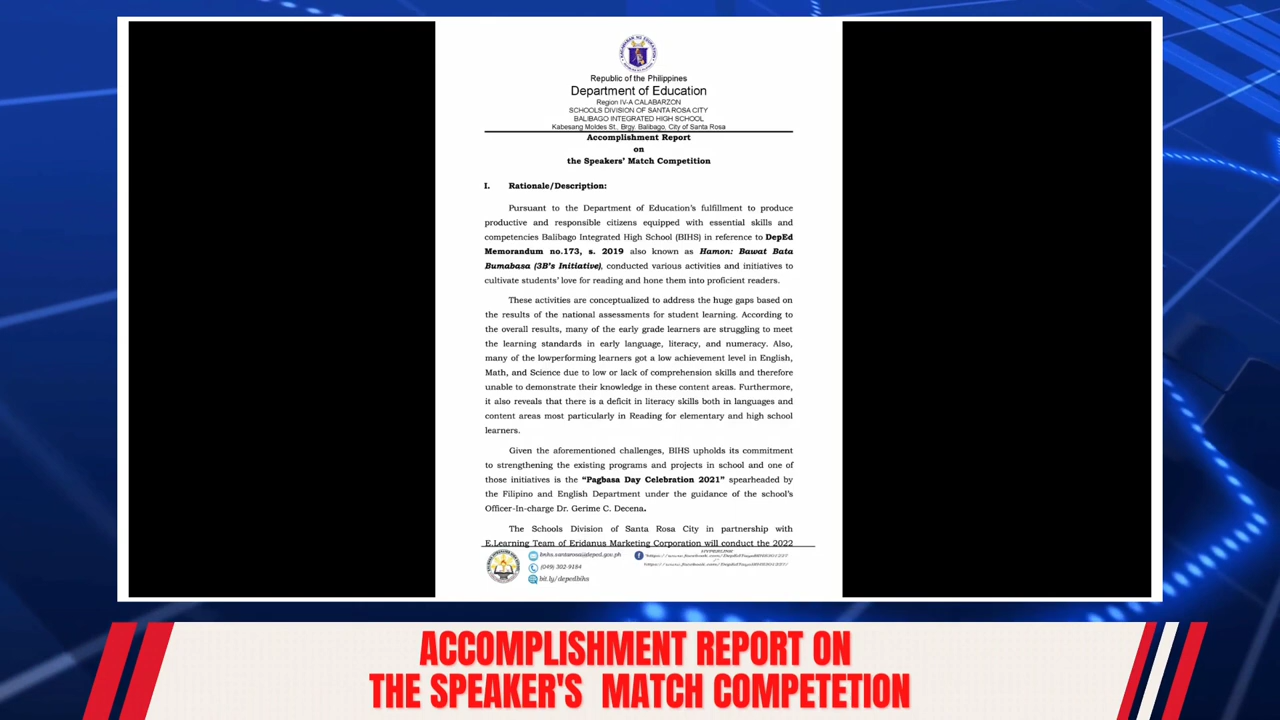 Republic of the Philippines
Department of Education
Region IV-A CALABARZON
SCHOOLS DIVISION OF SANTA ROSA CITY
BALIBAGO INTEGRATED HIGH SCHOOL
Kabesang Moldes St., Brgy. Balibago, City of Santa Rosa
Accomplishment Report
on
the Speakers' Match Competition
I. Rationale/Description:
Pursuant to the Department of Education's fulfillment to produce
productive and responsible citizens equipped with essential skills and
competencies Balibago Integrated High School (BIHS) in reference to DepEd
Memorandum no.173, s. 2019 also known as Hamon: Bawat Bata
Bumabasa (3B's Initiative), conducted various activities and initiatives to
cultivate students' love for reading and hone them into proficient readers.
These activities are conceptualized to address the huge gaps based on
the results of the national assessments for student learning. According to
the overall results, many of the early grade learners are struggling to meet
the learning standards in early language, literacy, and numeracy. Also,
many of the lowperforming learners got a low achievement level in English,
Math, and Science due to low or lack of comprehension skills and therefore
unable to demonstrate their knowledge in these content areas. Furthermore,
it also reveals that there is a deficit in literacy skills both in languages and
content areas most particularly in Reading for elementary and high school
learners.
Given the aforementioned challenges, BIHS upholds its commitment
to strengthening the existing programs and projects in school and one of
those initiatives is the "Pagbasa Day Celebration 2021" spearheaded by
the Filipino and English Department under the guidance of the school's
Officer-In-charge Dr. Gerime C. Decena.
The Schools Division of Santa Rosa City in partnership with
E.Learning Team of Eridanus Marketing Corporation will conduct the 2022
(049) 302-9184
bit.ly/depedbihs
HYPERLINK
ACCOMPLISHMENT REPORT ON
THE SPEAKER'S MATCH COMPETETION